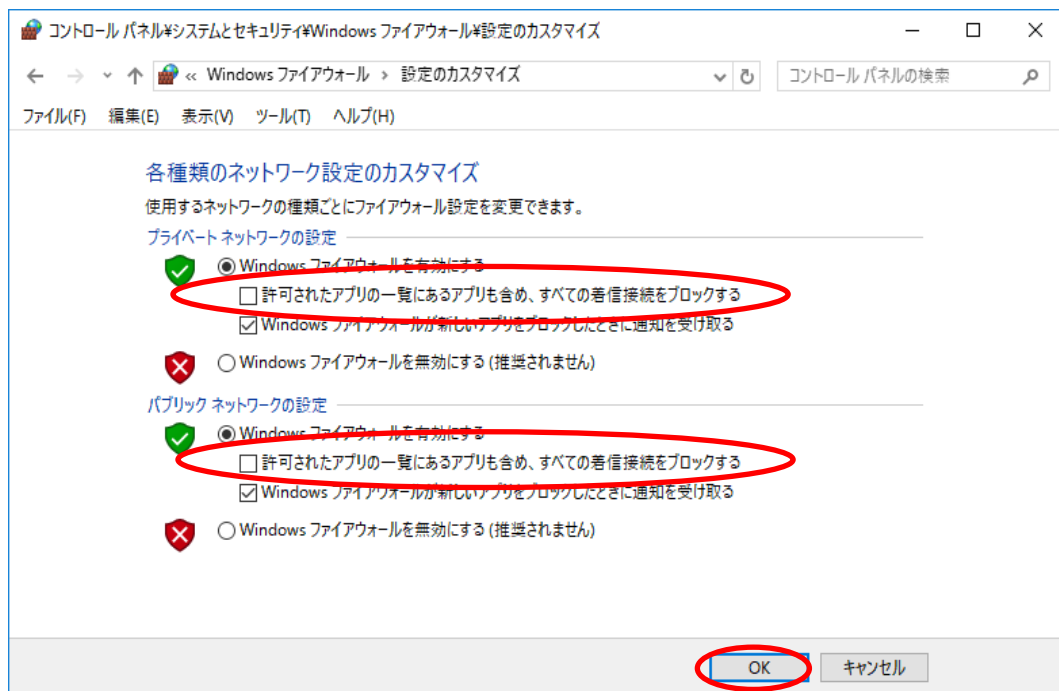 コントロール パネル¥システムとセキュリティ¥Windows ファイアウォール¥設定のカスタマイズ
« Windows ファイアウォール › 設定のカスタマイズ
コントロール パネルの検索
ファイル(F) 編集(E) 表示(V) ツール(T) ヘルプ(H)
各種類のネットワーク設定のカスタマイズ
使用するネットワークの種類ごとにファイアウォール設定を変更できます。
プライベート ネットワークの設定
Windows ファイアウォールを有効にする
許可されたアプリの一覧にあるアプリも含め、すべての着信接続をブロックする
Windows ファイアウォールが新しいアプリをブロックしたときに通知を受け取る
Windows ファイアウォールを無効にする (推奨されません)
パブリック ネットワークの設定
Windows ファイアウォールを有効にする
許可されたアプリの一覧にあるアプリも含め、すべての着信接続をブロックする
Windows ファイアウォールが新しいアプリをブロックしたときに通知を受け取る
Windows ファイアウォールを無効にする (推奨されません)
OK キャンセル